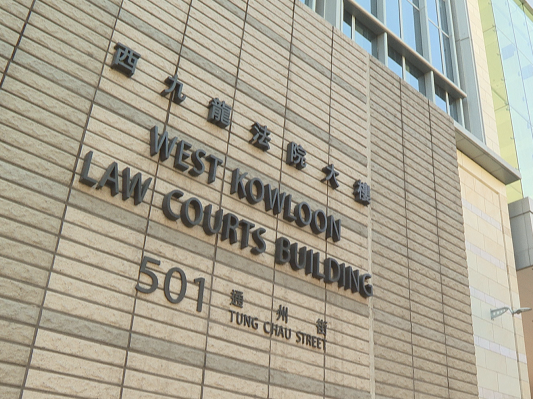 西九龍法院大樓
WEST KOWLOON
LAW COURTS BUILDING
501 通州街
TUNG CHAU STREET